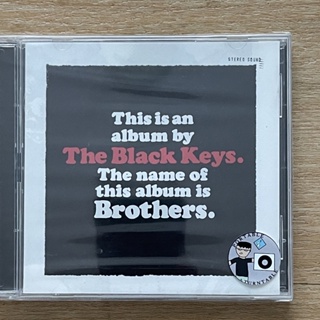 STEREO SOUND
This is an
album by
The Black Keys.
The name of
this album is
Brothers.